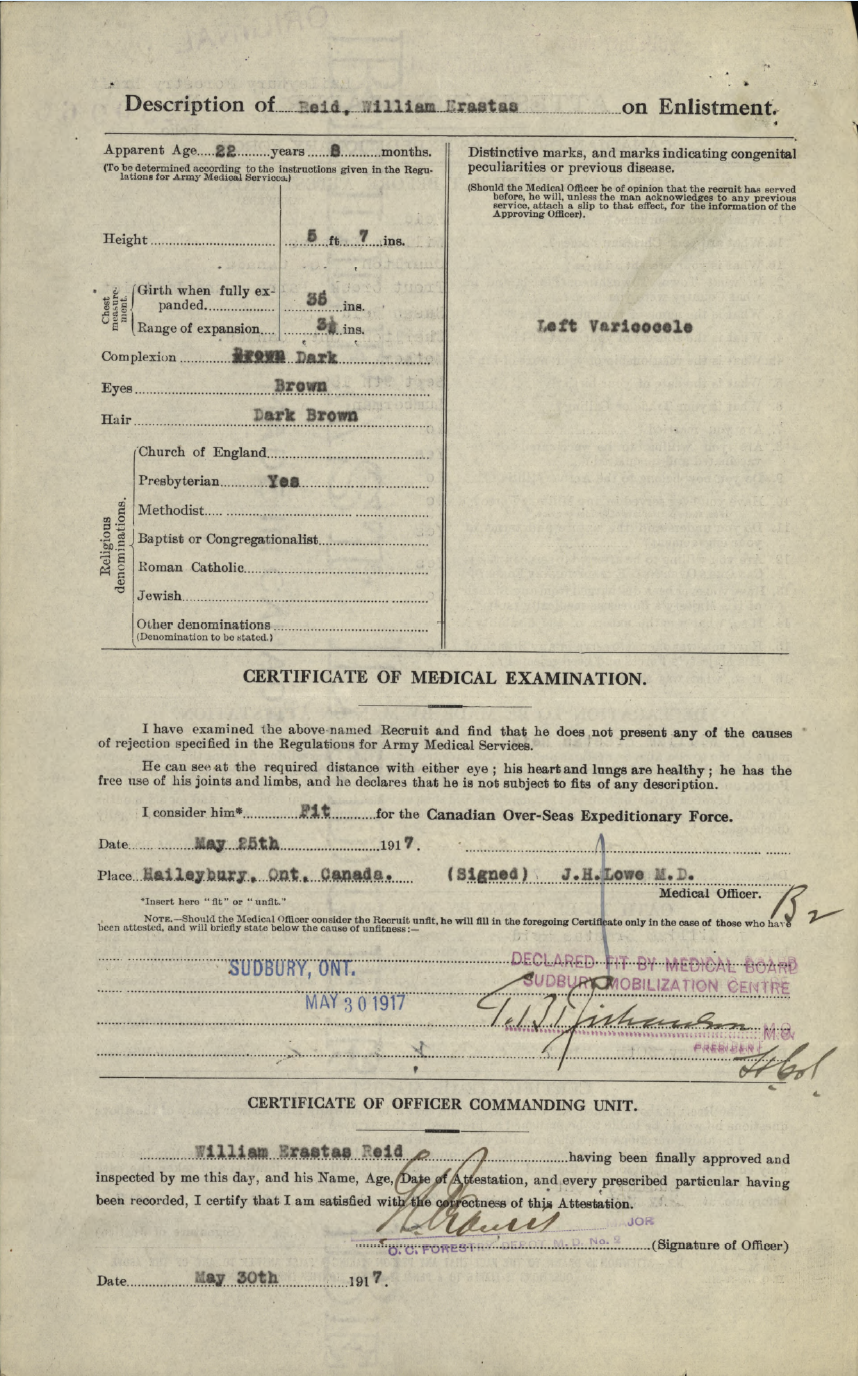 ORIGINAL
Description of Reid, William Erastas on Enlistment.
Apparent Age 22 years 8 months.
(To be determined according to the instructions given in the Regu-
lations for Army Medical Services.)
Height 5 ft. 7 ins.
Chest measure-ment.
Girth when fully ex-
panded 35 ins.
Range of expansion ins.
Complexion Brown Dark
Eyes Brown
Hair Dark Brown
Religious denominations.
Church of England
Presbyterian Yes
Methodist
Baptist or Congregationalist
Roman Catholic
Jewish
Other denominations
(Denomination to be stated.)
Distinctive marks, and marks indicating congenital
peculiarities or previous disease.
(Should the Medical Officer be of opinion that the recruit has served
before, he will, unless the man acknowledges to any previous
service, attach a slip to that effect, for the information of the
Approving Officer).
Left Varicocele
CERTIFICATE OF MEDICAL EXAMINATION.
I have examined the above-named Recruit and find that he does not present any of the causes
of rejection specified in the Regulations for Army Medical Services.
He can see at the required distance with either eye ; his heart and lungs are healthy ; he has the
free use of his joints and limbs, and he declares that he is not subject to fits of any description.
I consider him* Fit for the Canadian Over-Seas Expeditionary Force.
Date May 25th 1917.
Place Haileybury, Ont, Canada. (Signed) J.H.Lowe M.D.
Medical Officer.
*Insert here "fit" or "unfit."
B2
NOTE.—Should the Medical Officer consider the Recruit unfit, he will fill in the foregoing Certificate only in the case of those who have
been attested, and will briefly state below the cause of unfitness:—
SUDBURY, ONT.
MAY 30 1917
DECLARED FIT BY MEDICAL BOARD
SUDBURY MOBILIZATION CENTRE
PRESIDENT
CERTIFICATE OF OFFICER COMMANDING UNIT.
William Erastas Reid having been finally approved and
inspected by me this day, and his Name, Age, Date of Attestation, and every prescribed particular having
been recorded, I certify that I am satisfied with the correctness of this Attestation.
JOR
O. C. FORESTRY DEPOT M. D. No. 2 (Signature of Officer)
Date May 30th 1917.